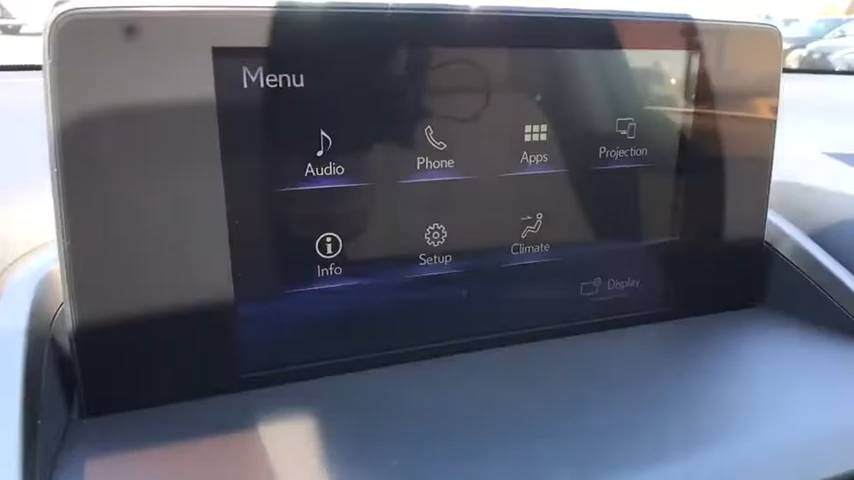 Menu
Audio
Phone
Apps
Projection
Info
Setup
Climate
Display